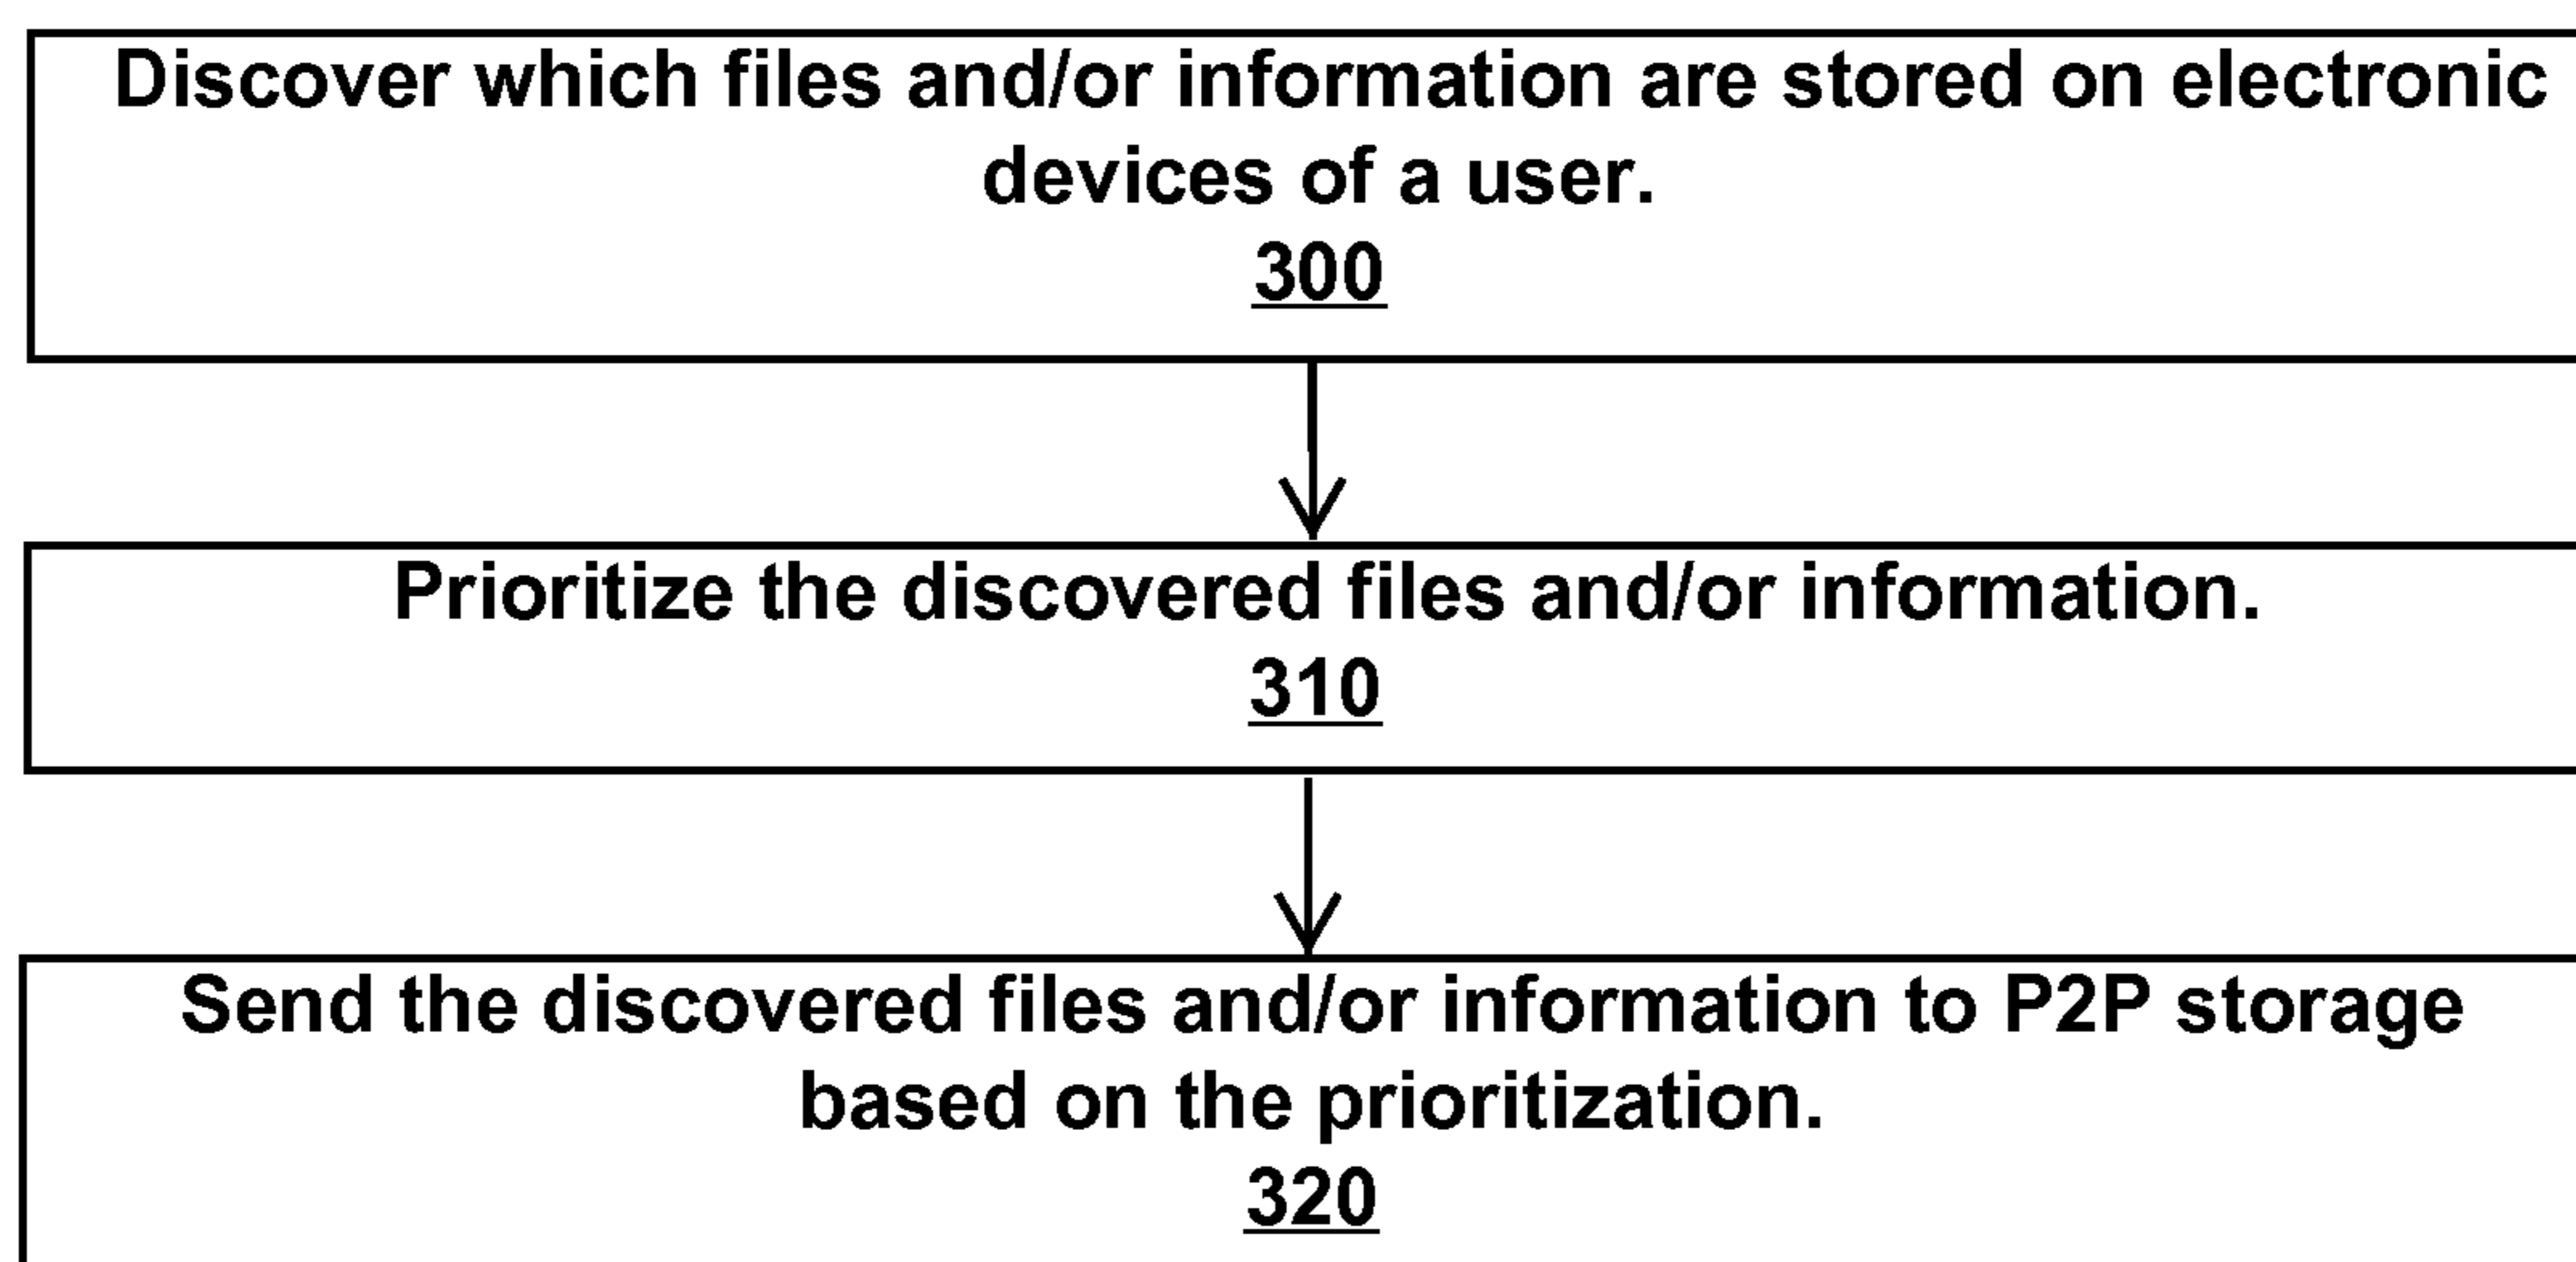 Discover which files and/or information are stored on electronic
devices of a user.
300
Prioritize the discovered files and/or information.
310
Send the discovered files and/or information to P2P storage
based on the prioritization.
320